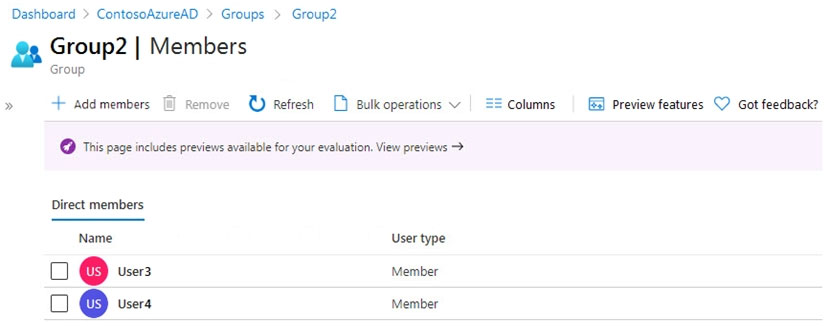 Dashboard > ContosoAzureAD > Groups > Group2
Group2 | Members
Group
» + Add members Remove Refresh Bulk operations Columns Preview features Got feedback?
This page includes previews available for your evaluation. View previews →
Direct members
Name User type
US User3 Member
US User4 Member